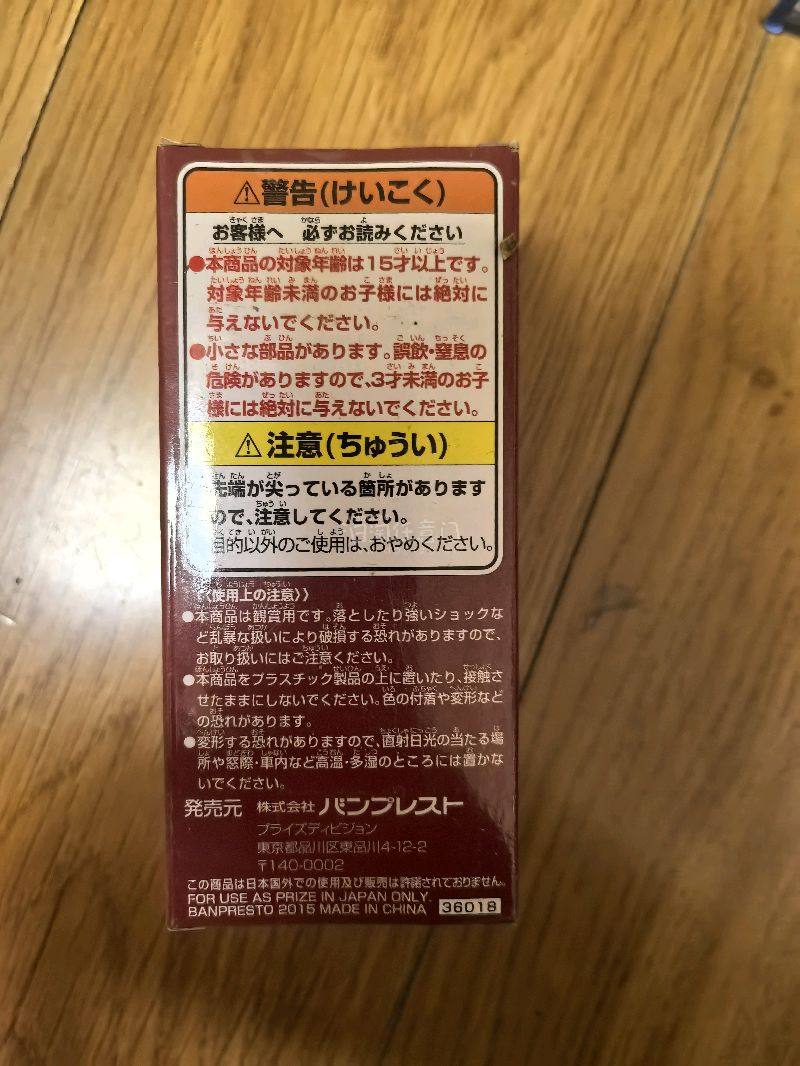 ⚠警告(けいこく)
お客様へ 必ずお読みください
●本商品の対象年齢は15才以上です。
対象年齢未満のお子様には絶対に
与えないでください。
●小さな部品があります。誤飲・窒息の
危険がありますので、3才未満のお子
様には絶対に与えないでください。
⚠注意(ちゅうい)
先端が尖っている箇所があります
ので、注意してください。
目的以外のご使用は、おやめください。
《使用上の注意》
●本商品は観賞用です。落としたり強いショックな
ど乱暴な扱いにより破損する恐れがありますので、
お取り扱いにはご注意ください。
●本商品をプラスチック製品の上に置いたり、接触さ
せたままにしないでください。色の付着や変形など
の恐れがあります。
●変形する恐れがありますので、直射日光の当たる場
所や窓際・車内など高温・多湿のところには置かな
いでください。
発売元 株式会社 バンプレスト
プライズディビジョン
東京都品川区東品川4-12-2
〒140-0002
この商品は日本国外での使用及び販売は許諾されておりません。
FOR USE AS PRIZE IN JAPAN ONLY.
BANPRESTO 2015 MADE IN CHINA 36018